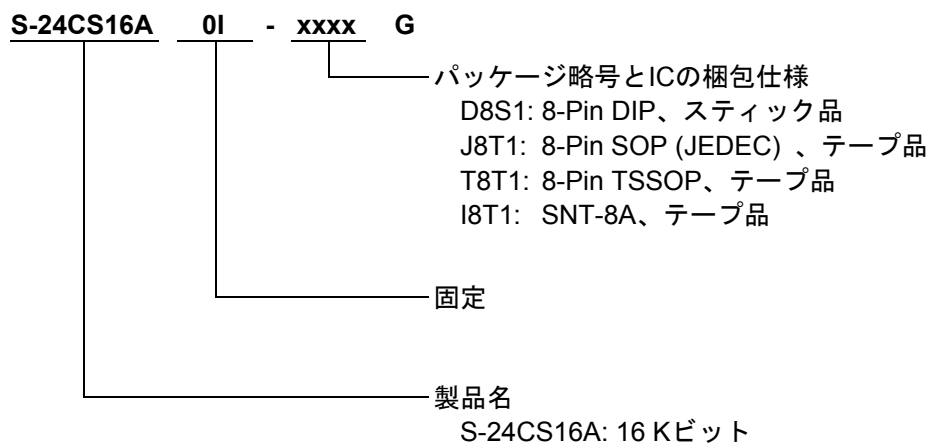 S-24CS16A 0I - xxxx G
パッケージ略号とICの梱包仕様
D8S1: 8-Pin DIP、スティック品
J8T1: 8-Pin SOP (JEDEC) 、テープ品
T8T1: 8-Pin TSSOP、テープ品
I8T1: SNT-8A、テープ品
固定
製品名
S-24CS16A: 16 Kビット